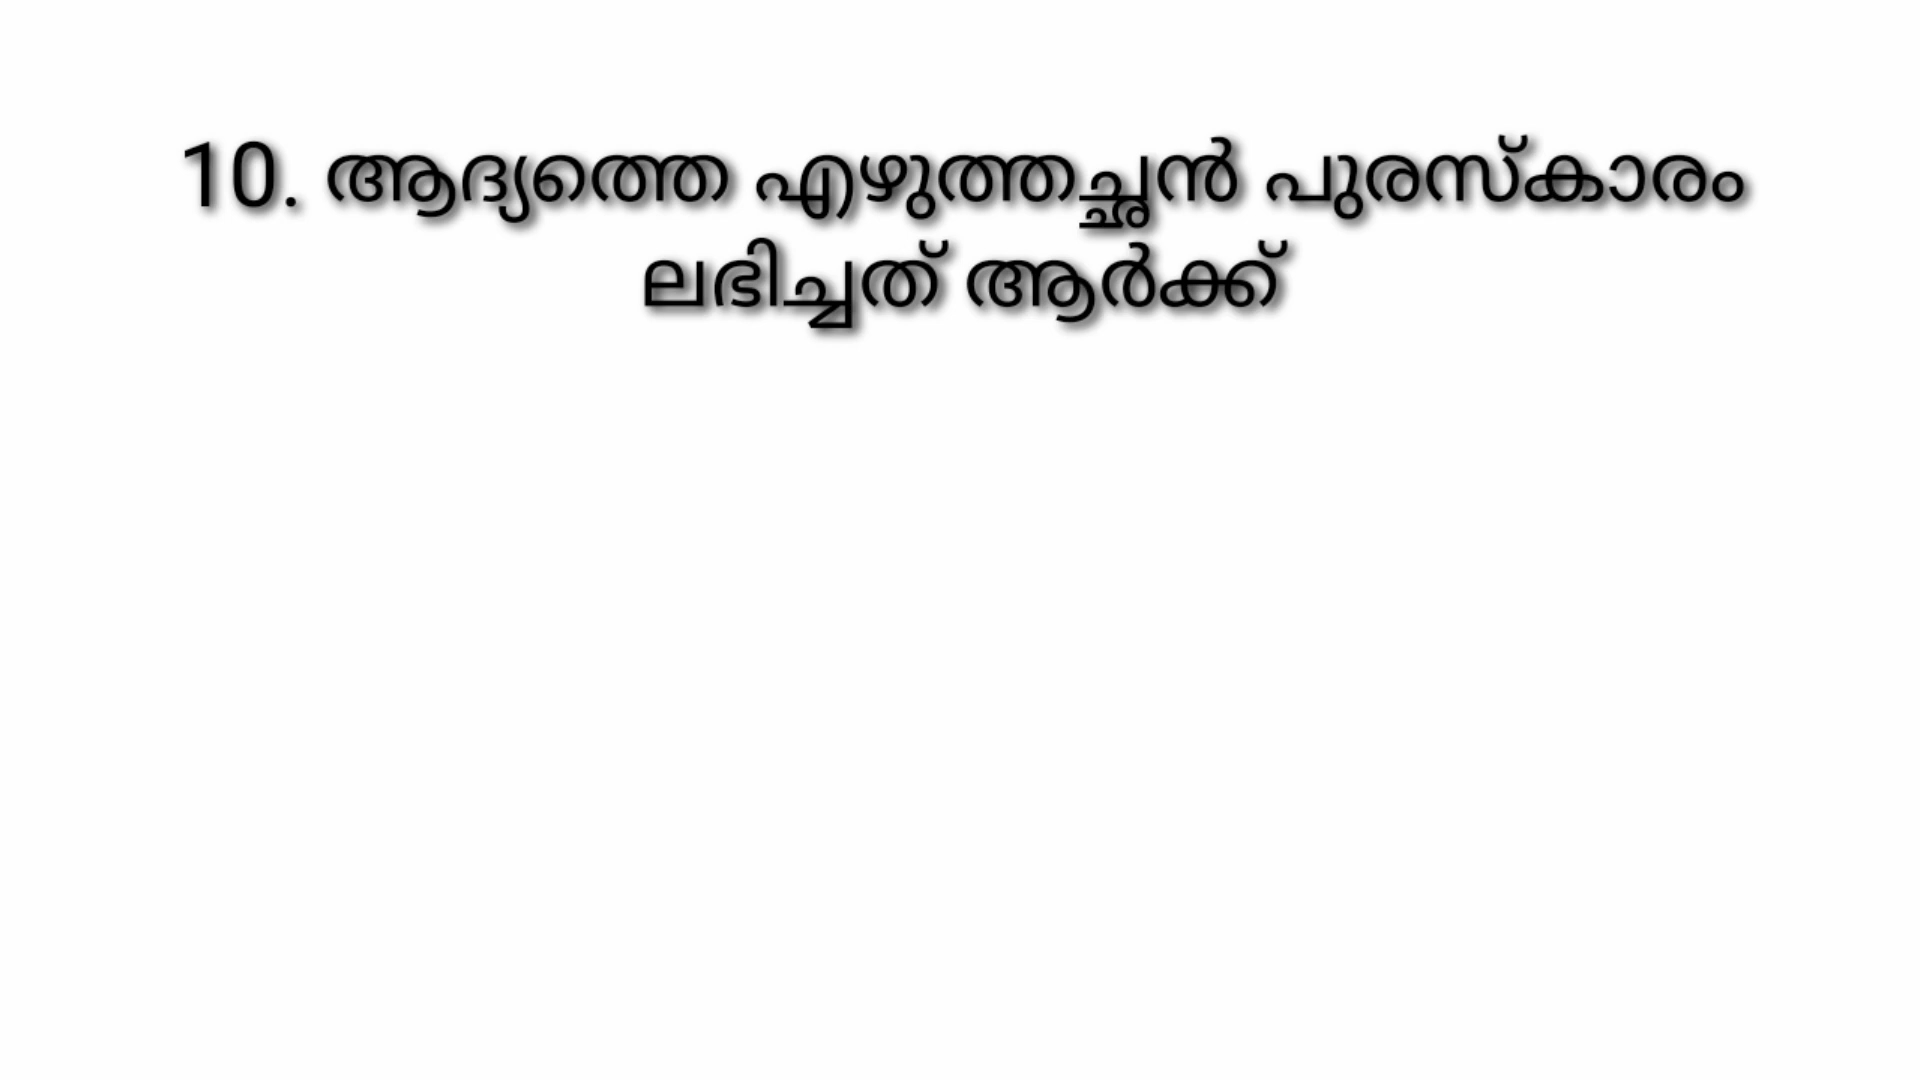 10. ആദ്യത്തെ എഴുത്തച്ഛൻ പുരസ്കാരം
ലഭിച്ചത് ആർക്ക്